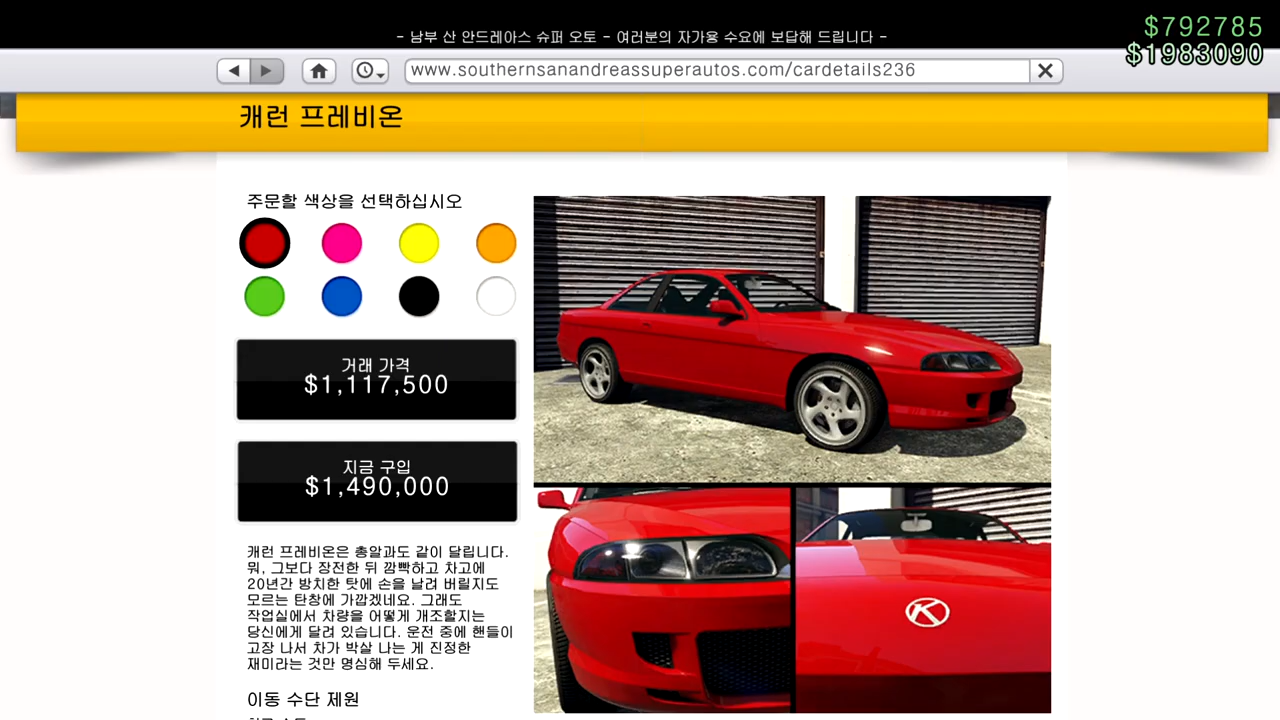 - 남부 산 안드레아스 슈퍼 오토 - 여러분의 자가용 수요에 보답해 드립니다 -
$792785
$1983090
www.southernsanandreassuperautos.com/cardetails236
캐런 프레비온
주문할 색상을 선택하십시오
거래 가격
$1,117,500
지금 구입
$1,490,000
캐런 프레비온은 총알과도 같이 달립니다.
뭐, 그보다 장전한 뒤 깜빡하고 차고에
20년간 방치한 탓에 손을 날려 버릴지도
모르는 탄창에 가깝겠네요. 그래도
작업실에서 차량을 어떻게 개조할지는
당신에게 달려 있습니다. 운전 중에 핸들이
고장 나서 차가 박살 나는 게 진정한
재미라는 것만 명심해 두세요.
이동 수단 제원